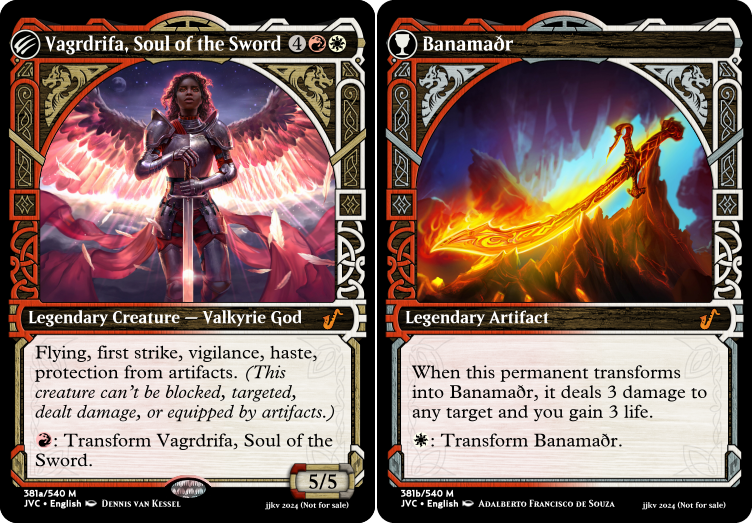 Vagrdrifa, Soul of the Sword 4
Legendary Creature — Valkyrie God
Flying, first strike, vigilance, haste,
protection from artifacts. (This
creature can't be blocked, targeted,
dealt damage, or equipped by artifacts.)
: Transform Vagrdrifa, Soul of the
Sword.
5/5
381a/540 M
JVC • English Dennis van Kessel
jjkv 2024 (Not for sale)
Banamaðr
Legendary Artifact
When this permanent transforms
into Banamaðr, it deals 3 damage to
any target and you gain 3 life.
: Transform Banamaðr.
381b/540 M
JVC • English Adalberto Francisco de Souza
jjkv 2024 (Not for sale)